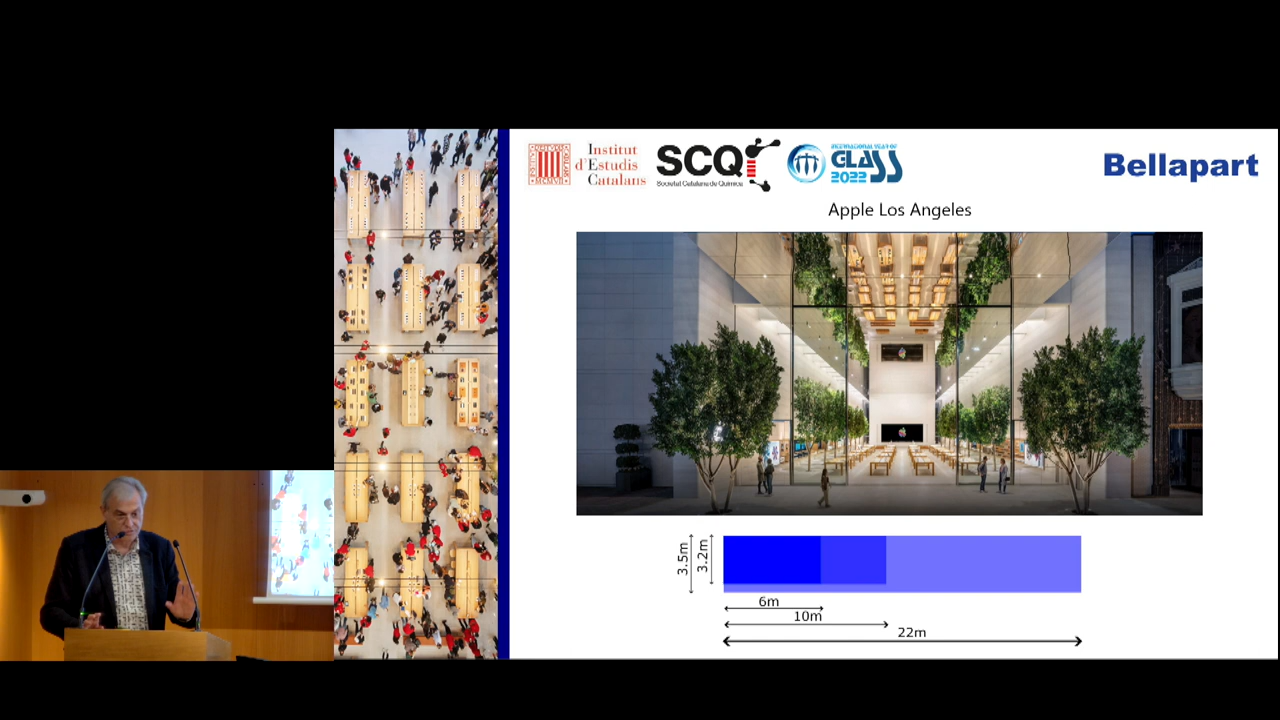 Institut
d'Estudis
Catalans
SCQ
Societat Catalana de Química
INTERNATIONAL YEAR OF
GLASS
2022
Bellapart
Apple Los Angeles
3.5m
3.2m
6m
10m
22m